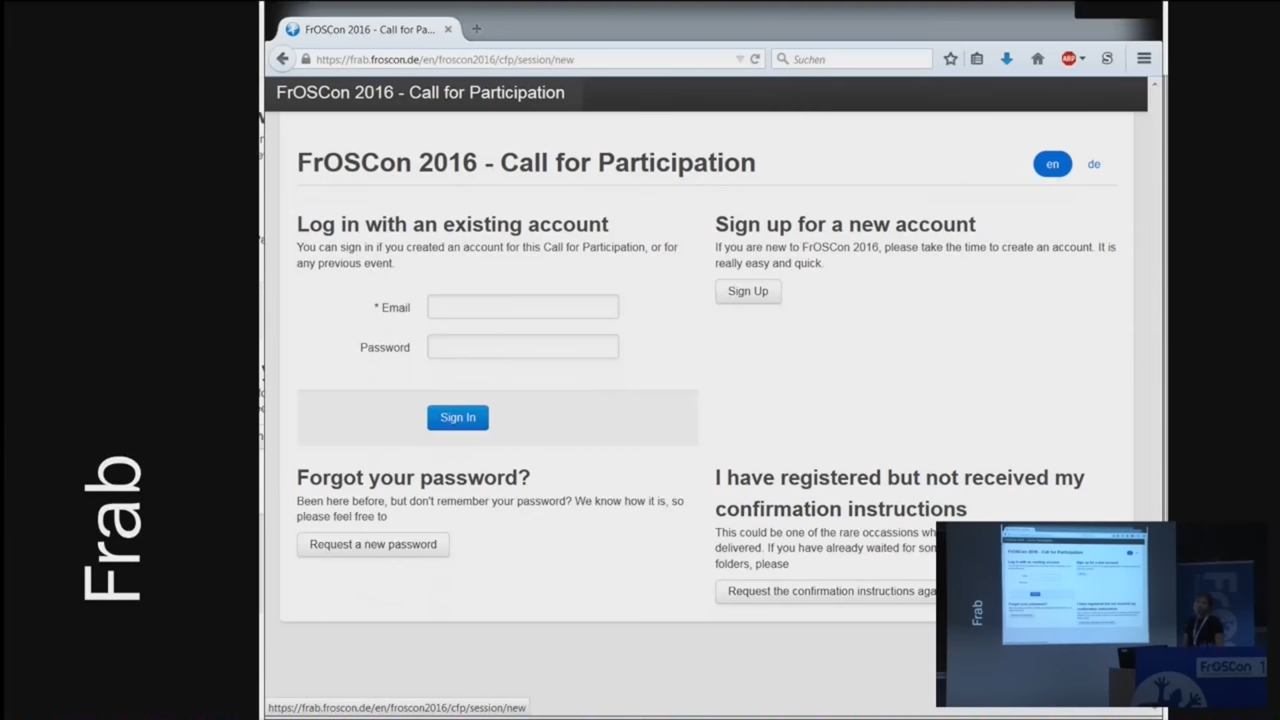 Frab
FrOSCon 2016 - Call for Pa...
https://frab.froscon.de/en/froscon2016/cfp/session/new
Suchen
ABP
FrOSCon 2016 - Call for Participation
FrOSCon 2016 - Call for Participation
en
de
Log in with an existing account
You can sign in if you created an account for this Call for Participation, or for
any previous event.
* Email
Password
Sign In
Sign up for a new account
If you are new to FrOSCon 2016, please take the time to create an account. It is
really easy and quick.
Sign Up
Forgot your password?
Been here before, but don't remember your password? We know how it is, so
please feel free to
Request a new password
I have registered but not received my
confirmation instructions
This could be one of the rare occassions wh
delivered. If you have already waited for som
folders, please
Request the confirmation instructions aga
https://frab.froscon.de/en/froscon2016/cfp/session/new
Frab
FrOSCon 1